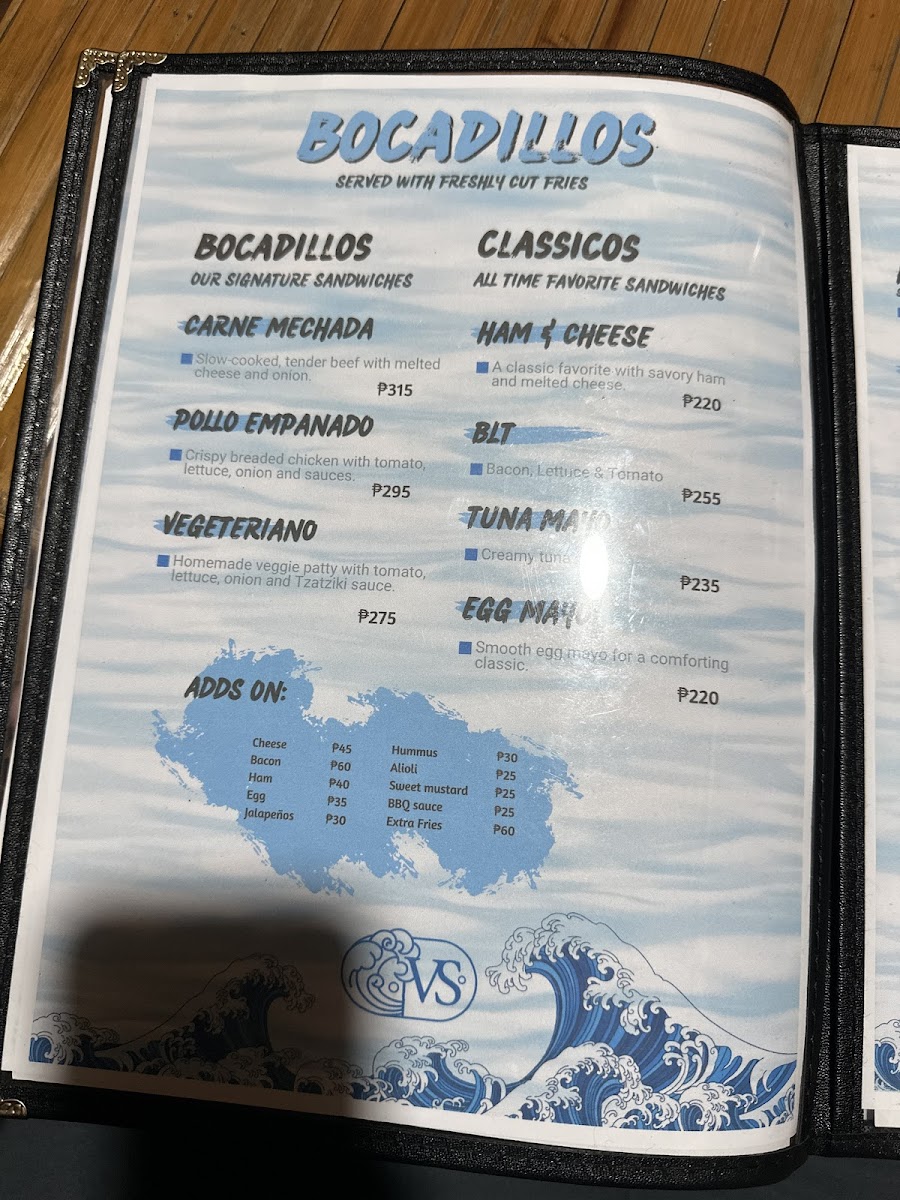 BOCADILLOS
SERVED WITH FRESHLY CUT FRIES
BOCADILLOS
OUR SIGNATURE SANDWICHES
CARNE MECHADA
Slow-cooked, tender beef with melted
cheese and onion.
₱315
POLLO EMPANADO
Crispy breaded chicken with tomato,
lettuce, onion and sauces.
₱295
VEGETERIANO
Homemade veggie patty with tomato,
lettuce, onion and Tzatziki sauce.
₱275
CLASSICOS
ALL TIME FAVORITE SANDWICHES
HAM & CHEESE
A classic favorite with savory ham
and melted cheese.
₱220
BLT
Bacon, Lettuce & Tomato
₱255
TUNA MAYO
Creamy tuna
₱235
EGG MAYO
Smooth egg mayo for a comforting
classic.
₱220
ADDS ON:
Cheese ₱45
Bacon ₱60
Ham ₱40
Egg ₱35
Jalapeños ₱30
Hummus ₱30
Alioli ₱25
Sweet mustard ₱25
BBQ sauce ₱25
Extra Fries ₱60
VS